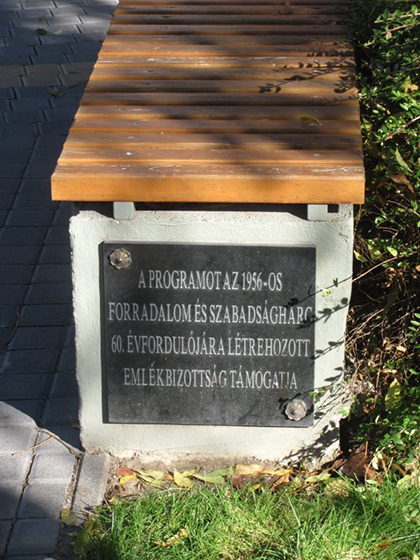 A PROGRAMOT AZ 1956-OS
FORRADALOM ÉS SZABADSÁGHARC
60. ÉVFORDULÓJÁRA LÉTREHOZOTT
EMLÉKBIZOTTSÁG TÁMOGATJA